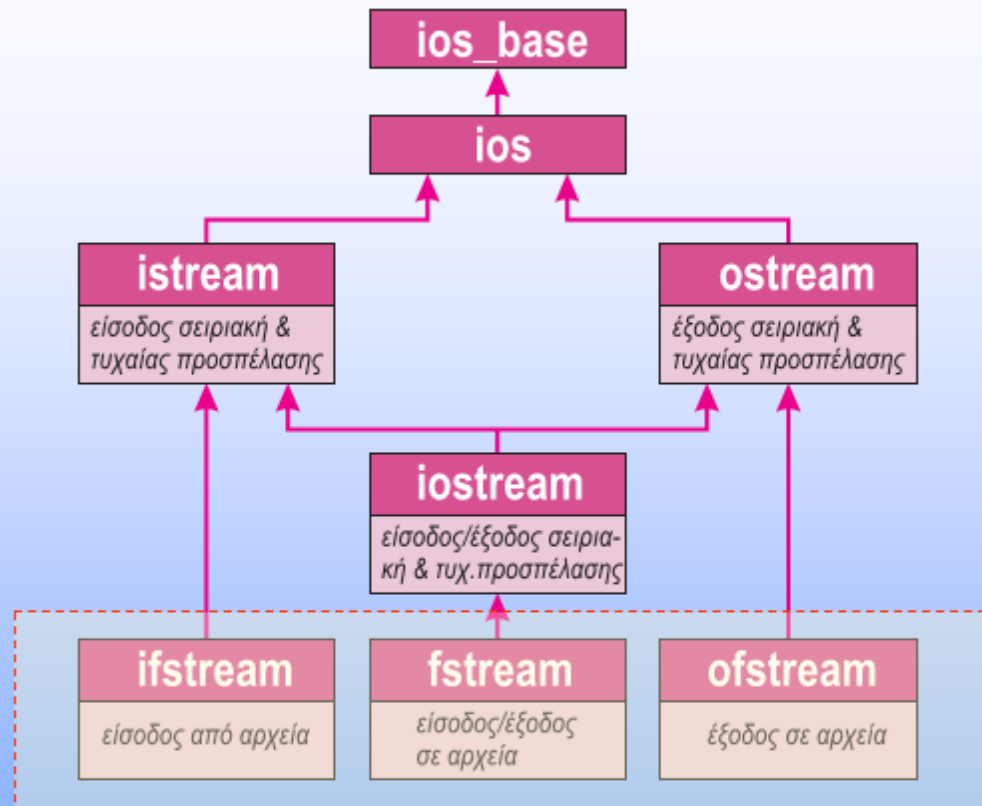 ios_base
ios
istream
είσοδος σειριακή &
τυχαίας προσπέλασης
ostream
έξοδος σειριακή &
τυχαίας προσπέλασης
iostream
είσοδος/έξοδος σειρια-
κή & τυχ.προσπέλασης
ifstream
είσοδος από αρχεία
fstream
είσοδος/έξοδος
σε αρχεία
ofstream
έξοδος σε αρχεία